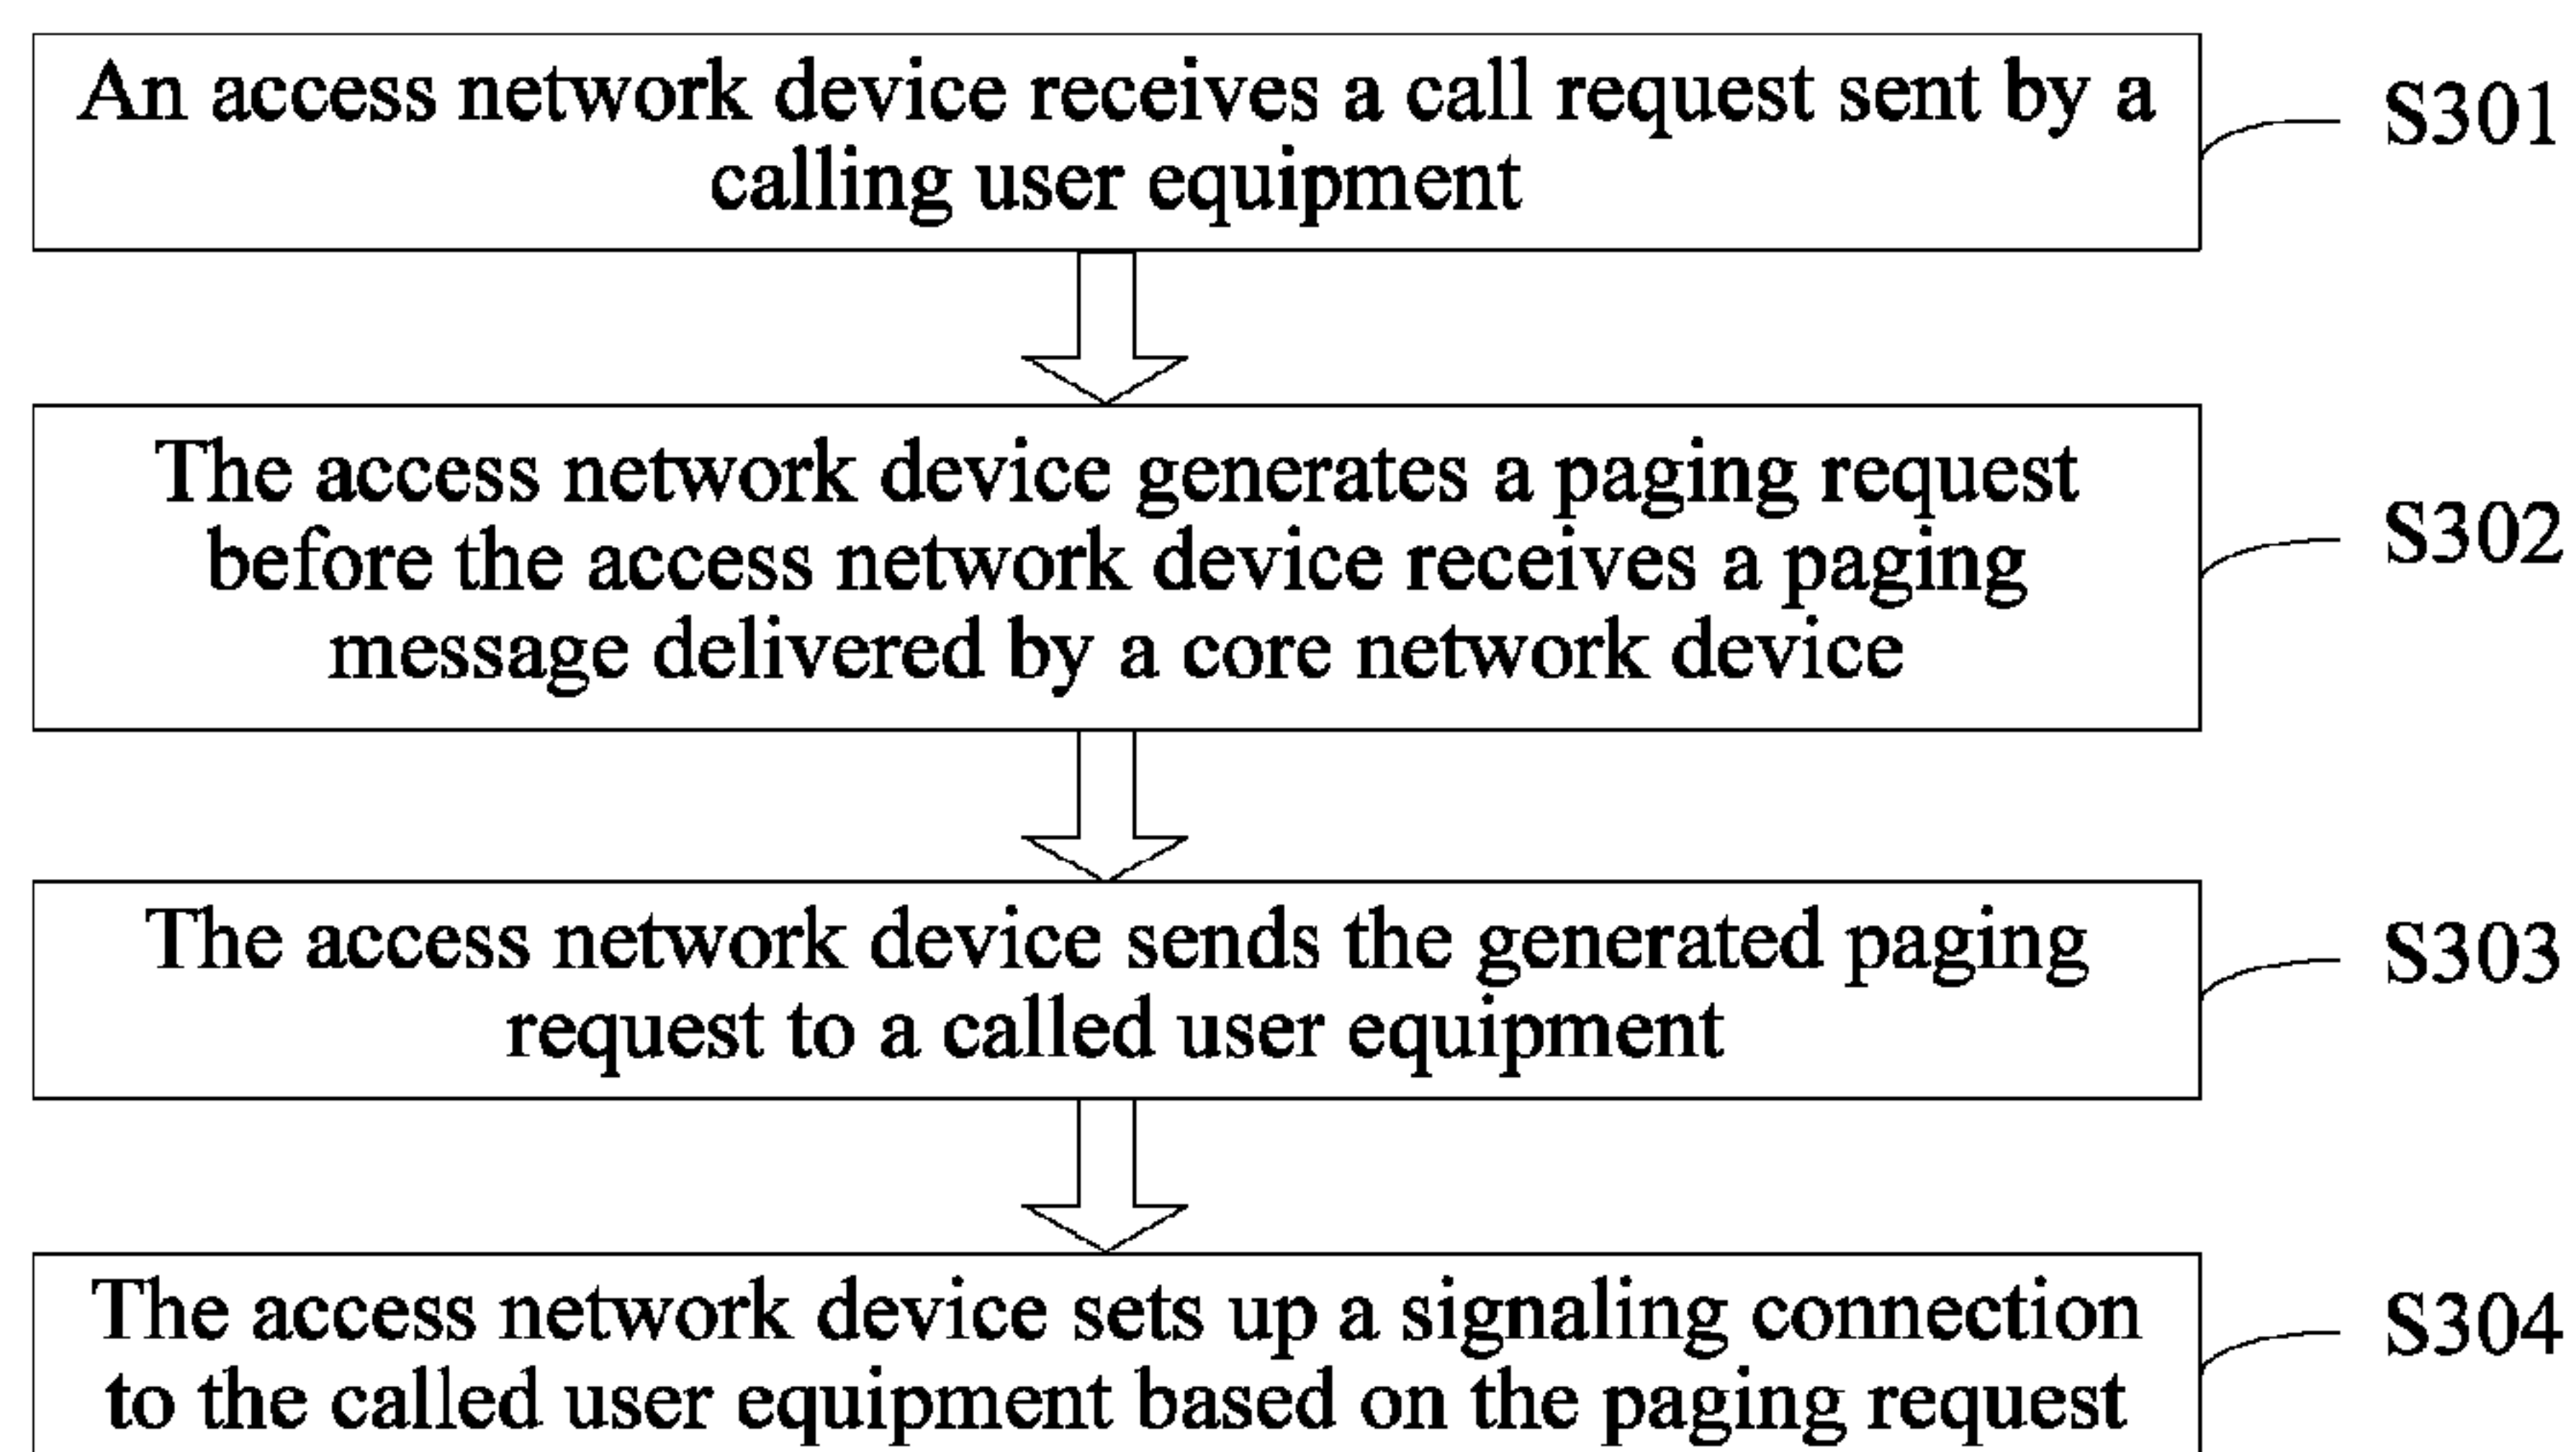 An access network device receives a call request sent by a
calling user equipment
S301
The access network device generates a paging request
before the access network device receives a paging
message delivered by a core network device
S302
The access network device sends the generated paging
request to a called user equipment
S303
The access network device sets up a signaling connection
to the called user equipment based on the paging request
S304